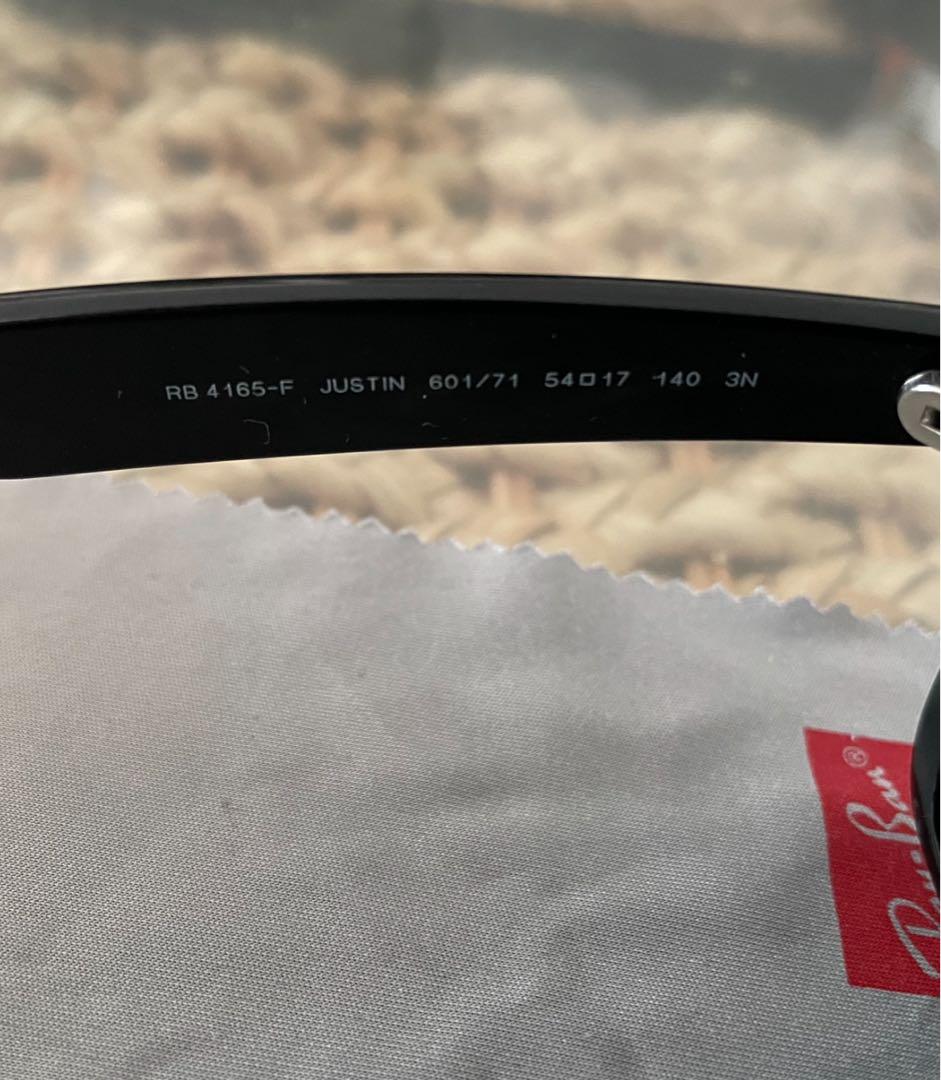 RB 4165-F JUSTIN 601/71 54□17 140 3N
Ray-Ban®